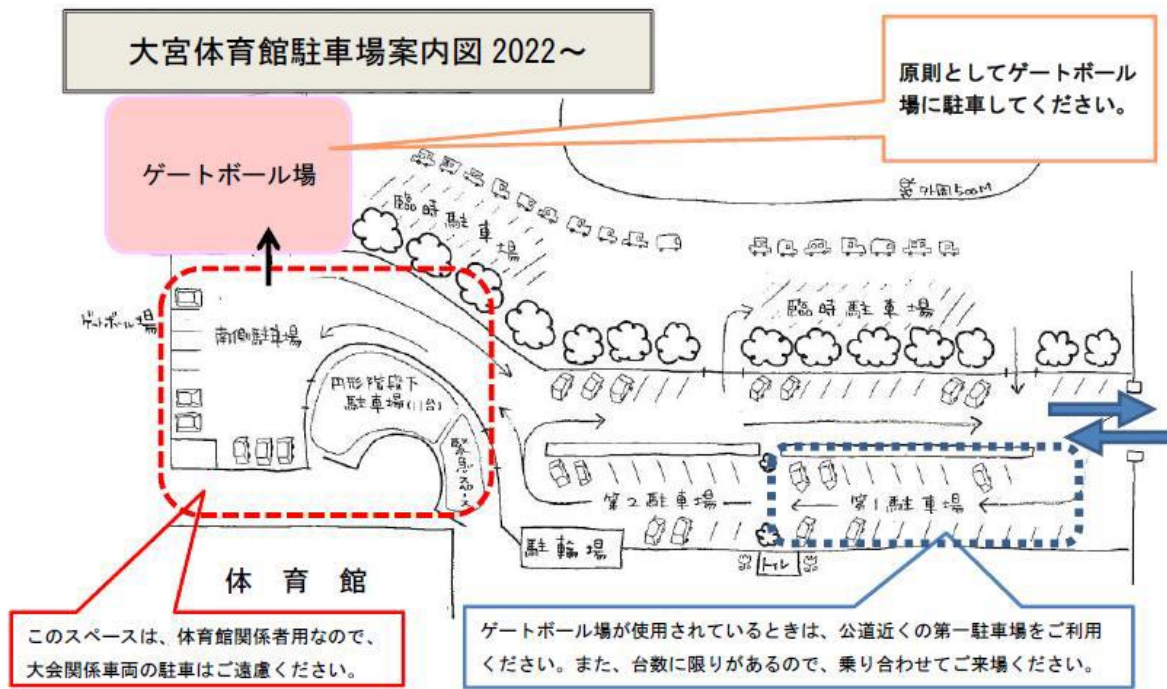 大宮体育館駐車場案内図 2022～
原則としてゲートボール
場に駐車してください。
ゲートボール場
外周500M
臨時駐車場
臨時駐車場
ゲートボール場
南側駐車場
円形階段下
駐車場(11台)
緊急スペース
第2駐車場
第1駐車場
駐輪場
トイレ
体育館
このスペースは、体育館関係者用なので、
大会関係車両の駐車はご遠慮ください。
ゲートボール場が使用されているときは、公道近くの第一駐車場をご利用
ください。また、台数に限りがあるので、乗り合わせてご来場ください。